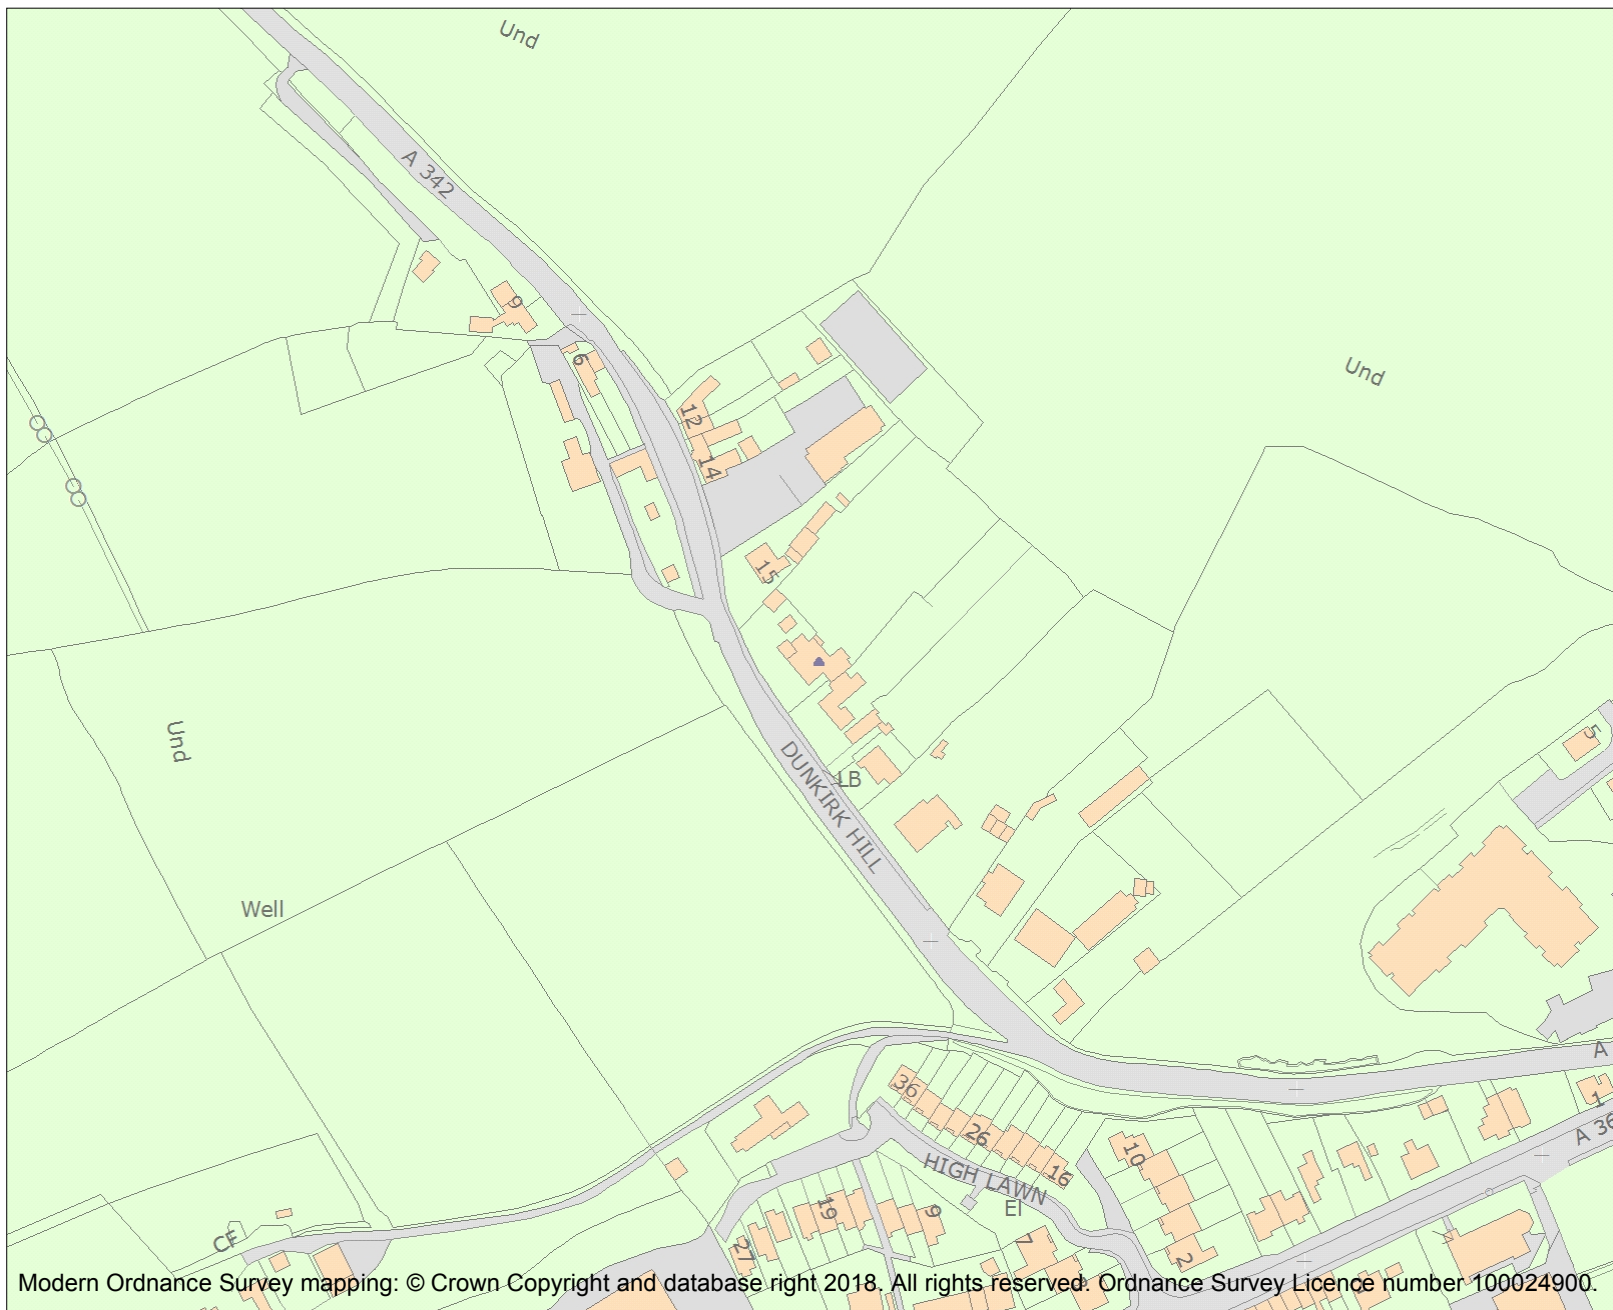 Und
A 342
9
6
Und
12
14
15
Und
LB
DUNKIRK HILL
5
Well
A
36
1
A 36
26
10
16
HIGH LAWN
El
19
9
27
7
2
CF
Modern Ordnance Survey mapping: © Crown Copyright and database right 2018. All rights reserved. Ordnance Survey Licence number 100024900.